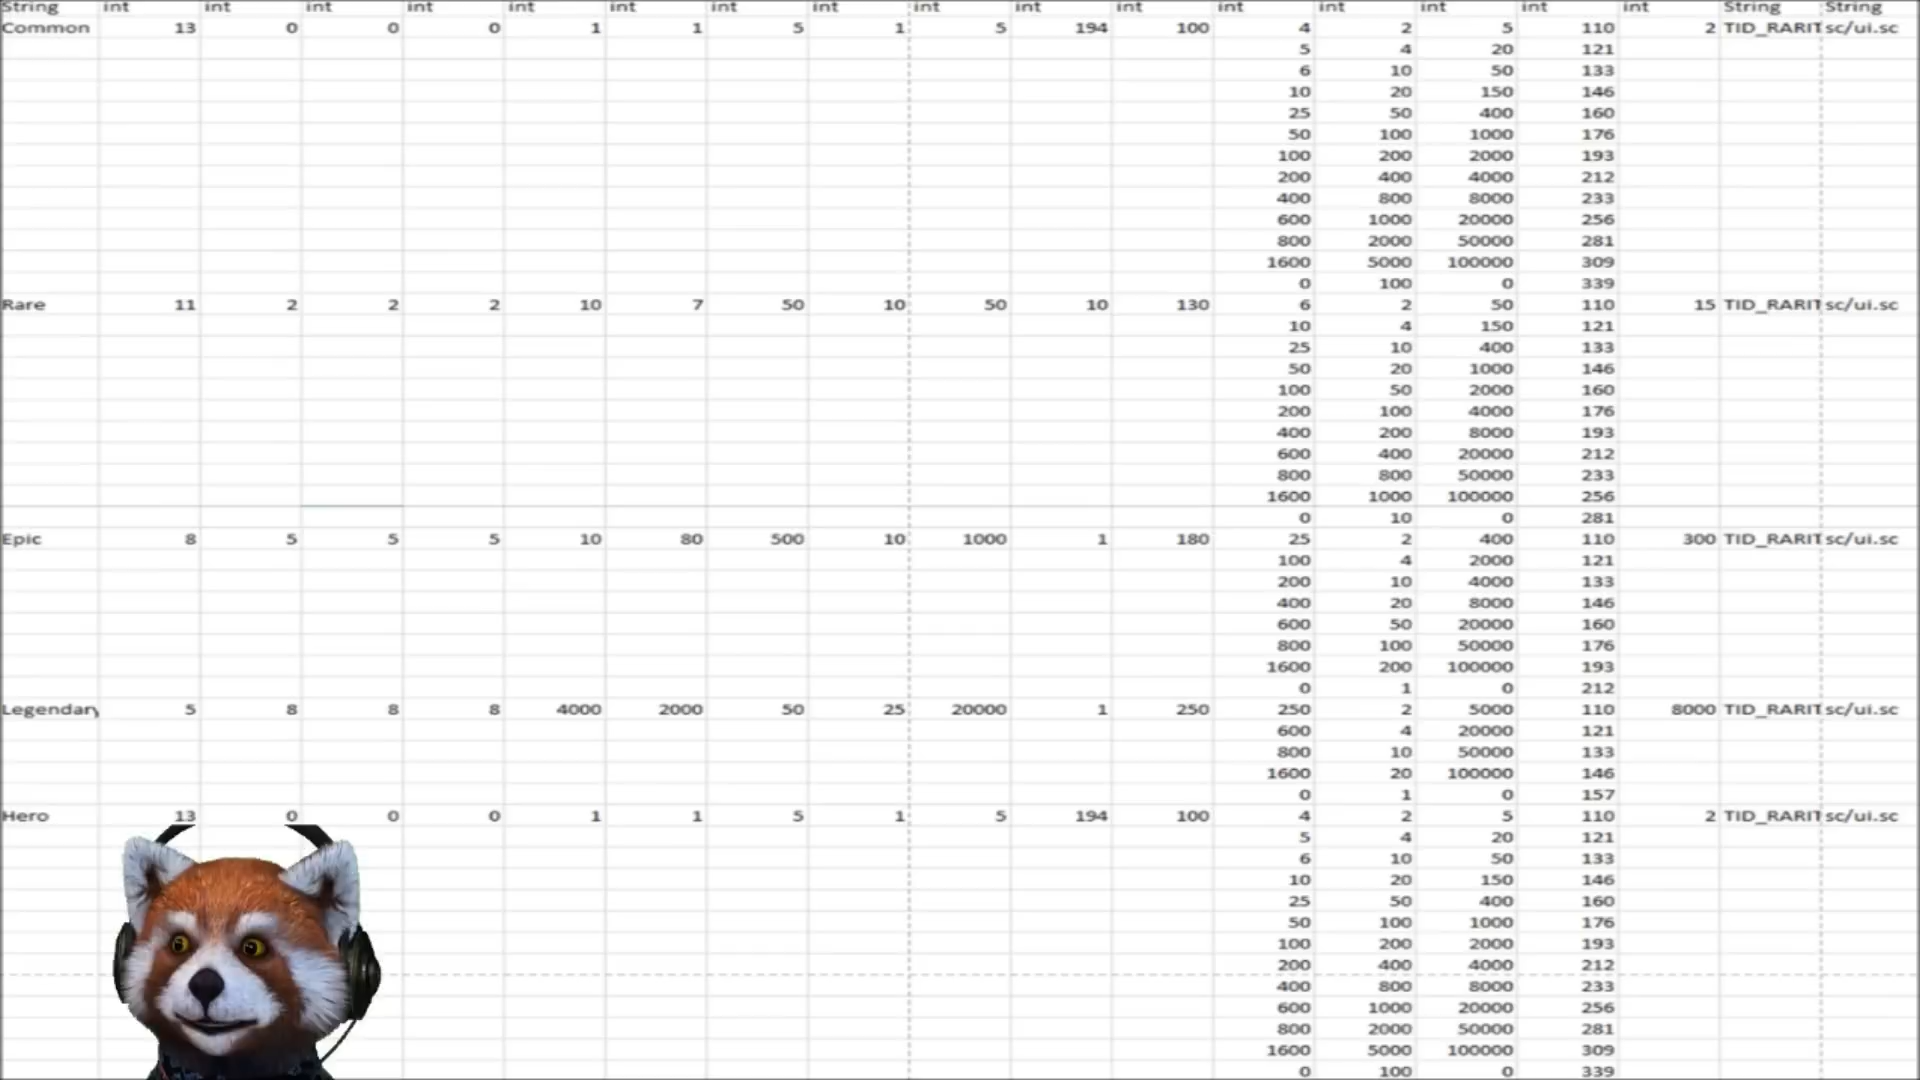 String int int int int int int int int int int int int int int int int String String
Common 13 0 0 0 1 1 5 1 5 194 100 4 2 5 110 2 TID_RARIT sc/ui.sc
5 4 20 121
6 10 50 133
10 20 150 146
25 50 400 160
50 100 1000 176
100 200 2000 193
200 400 4000 212
400 800 8000 233
600 1000 20000 256
800 2000 50000 281
1600 5000 100000 309
0 100 0 339
Rare 11 2 2 2 10 7 50 10 50 10 130 6 2 50 110 15 TID_RARIT sc/ui.sc
10 4 150 121
25 10 400 133
50 20 1000 146
100 50 2000 160
200 100 4000 176
400 200 8000 193
600 400 20000 212
800 800 50000 233
1600 1000 100000 256
0 10 0 281
Epic 8 5 5 5 10 80 500 10 1000 1 180 25 2 400 110 300 TID_RARIT sc/ui.sc
100 4 2000 121
200 10 4000 133
400 20 8000 146
600 50 20000 160
800 100 50000 176
1600 200 100000 193
0 1 0 212
Legendary 5 8 8 8 4000 2000 50 25 20000 1 250 250 2 5000 110 8000 TID_RARIT sc/ui.sc
600 4 20000 121
800 10 50000 133
1600 20 100000 146
0 1 0 157
Hero 13 0 0 0 1 1 5 1 5 194 100 4 2 5 110 2 TID_RARIT sc/ui.sc
5 4 20 121
6 10 50 133
10 20 150 146
25 50 400 160
50 100 1000 176
100 200 2000 193
200 400 4000 212
400 800 8000 233
600 1000 20000 256
800 2000 50000 281
1600 5000 100000 309
0 100 0 339